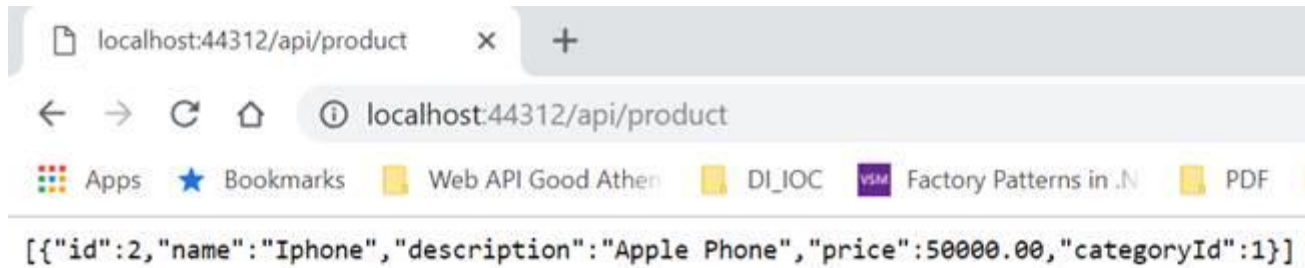 localhost:44312/api/product
localhost:44312/api/product
Apps Bookmarks Web API Good Athen DI_IOC VSM Factory Patterns in .N PDF
[{"id":2,"name":"Iphone","description":"Apple Phone","price":50000.00,"categoryId":1}]